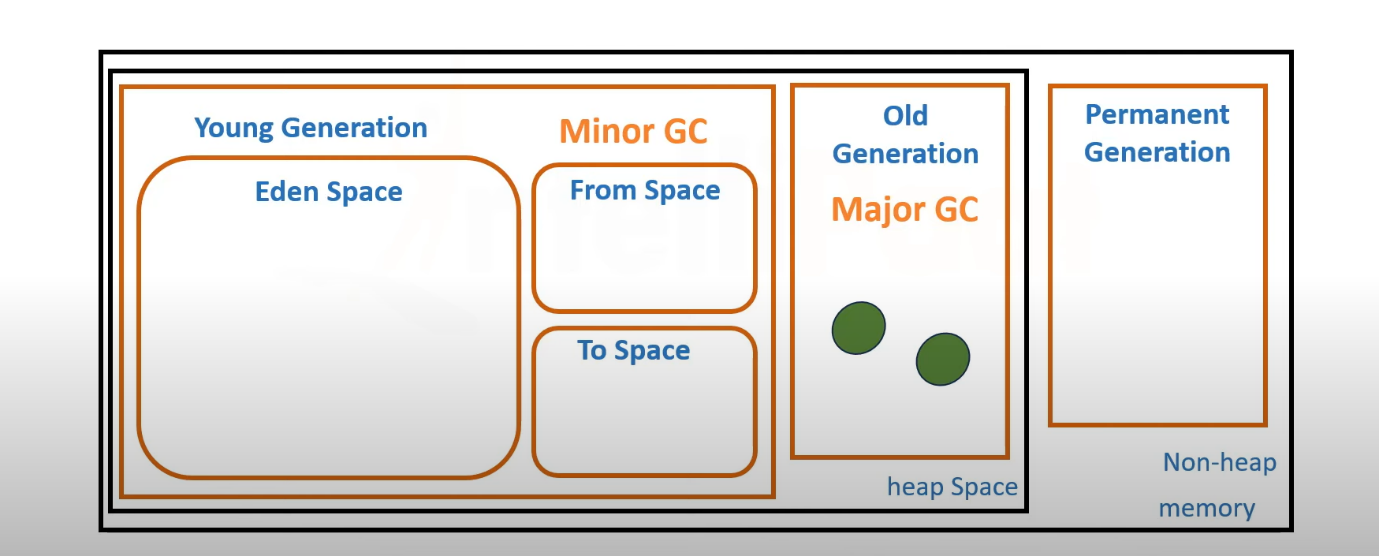 Young Generation
Minor GC
Eden Space
From Space
To Space
Old
Generation
Major GC
heap Space
Permanent
Generation
Non-heap
memory